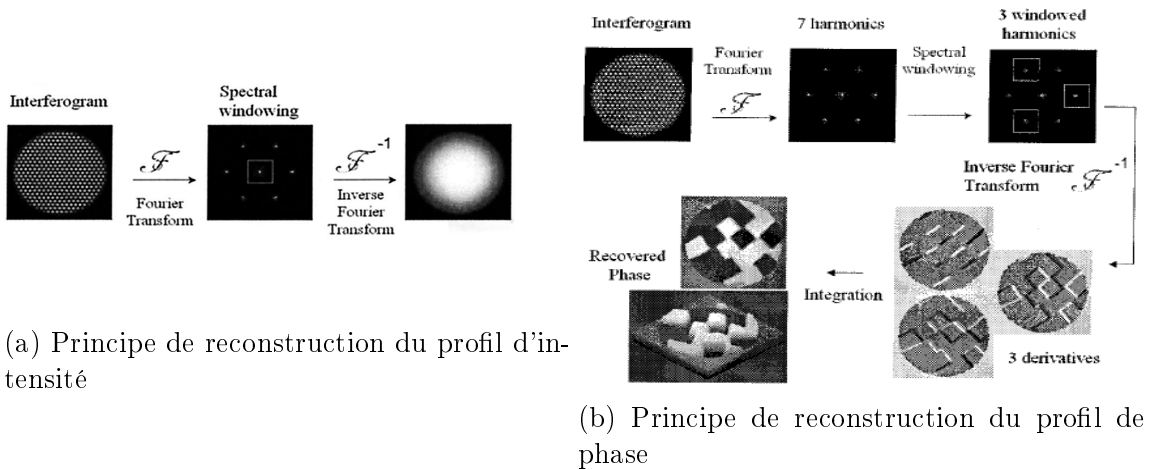 Interferogram
ℱ
Fourier
Transform
Spectral
windowing
ℱ-1
Inverse
Fourier
Transform
(a) Principe de reconstruction du profil d'in-
tensité
Interferogram
Fourier
Transform
ℱ
7 harmonics
Spectral
windowing
3 windowed
harmonics
Inverse Fourier
Transform ℱ-1
3 derivatives
Integration
Recovered
Phase
(b) Principe de reconstruction du profil de
phase